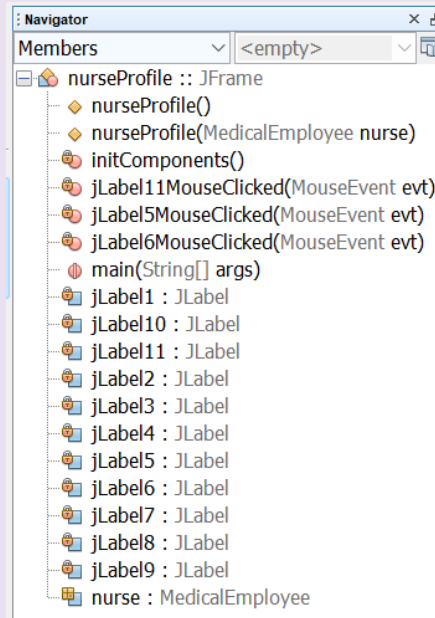 Navigator
Members <empty>
nurseProfile :: JFrame
nurseProfile()
nurseProfile(MedicalEmployee nurse)
initComponents()
jLabel11MouseClicked(MouseEvent evt)
jLabel5MouseClicked(MouseEvent evt)
jLabel6MouseClicked(MouseEvent evt)
main(String[] args)
jLabel1 : JLabel
jLabel10 : JLabel
jLabel11 : JLabel
jLabel2 : JLabel
jLabel3 : JLabel
jLabel4 : JLabel
jLabel5 : JLabel
jLabel6 : JLabel
jLabel7 : JLabel
jLabel8 : JLabel
jLabel9 : JLabel
nurse : MedicalEmployee